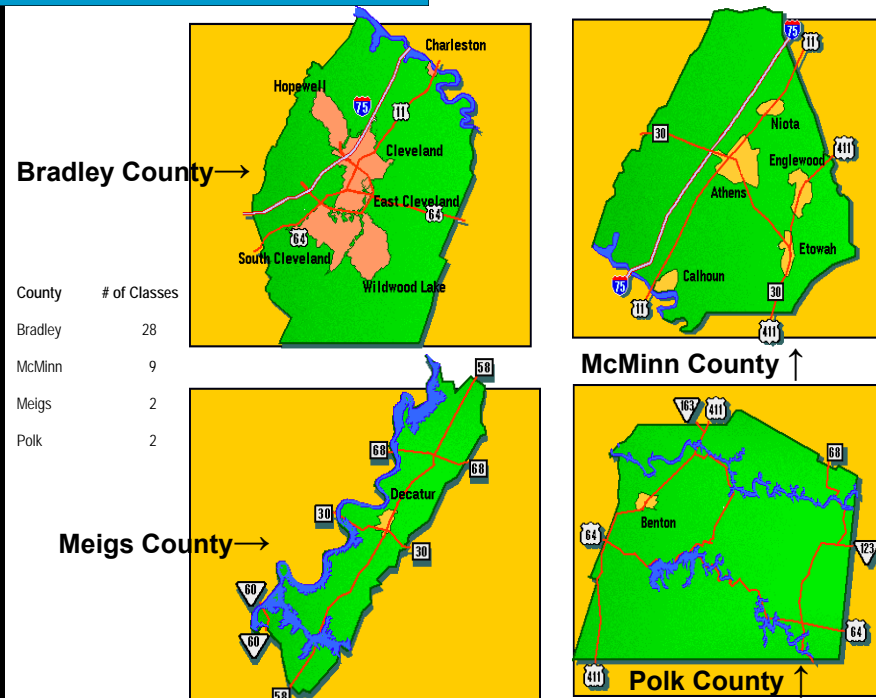 Charleston
Hopewell
75
11
Cleveland
Bradley County→
East Cleveland
64
64
South Cleveland
Wildwood Lake
County # of Classes
Bradley 28
McMinn 9
Meigs 2
Polk 2
75
11
30
Niota
411
Englewood
Athens
Etowah
Calhoun
75
30
11
411
McMinn County ↑
58
68
68
Decatur
30
30
Meigs County→
60
60
58
163
411
68
Benton
64
123
64
411
Polk County ↑